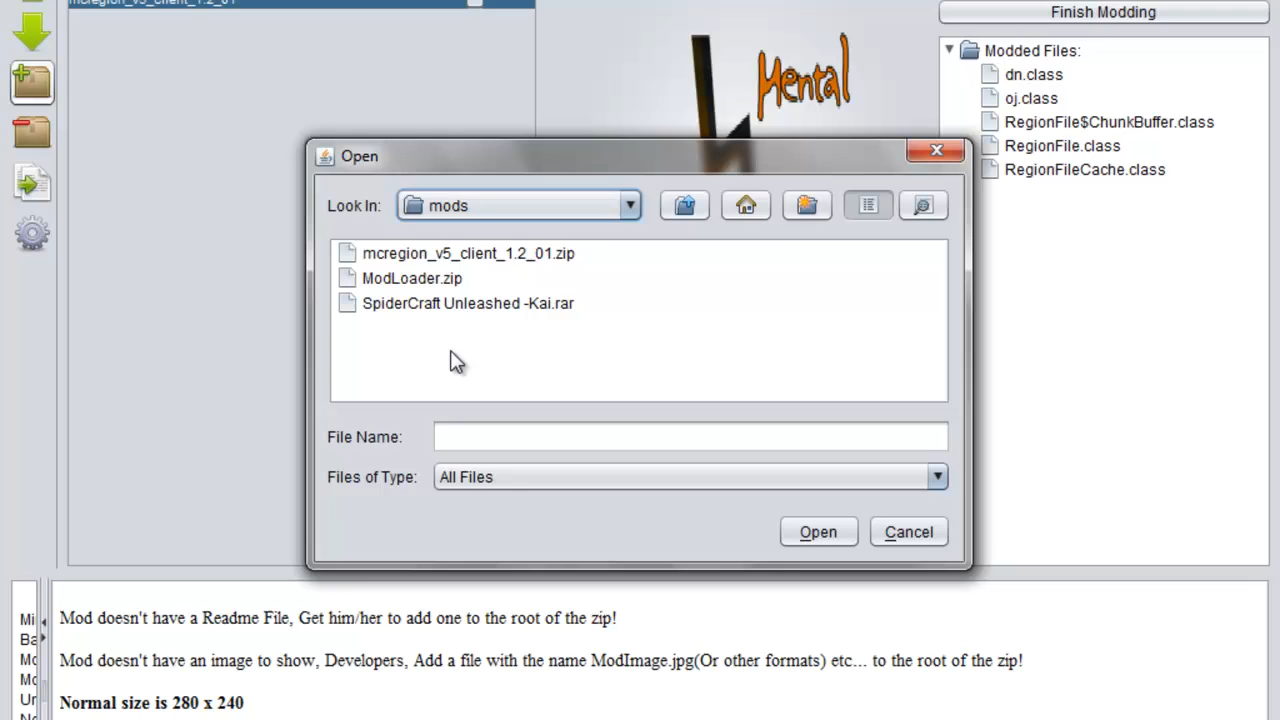 mcregion_v5_client_1.2_01
Finish Modding
Mental
Modded Files:
dn.class
oj.class
RegionFile$ChunkBuffer.class
RegionFile.class
RegionFileCache.class
Open
Look In:
mods
mcregion_v5_client_1.2_01.zip
ModLoader.zip
SpiderCraft Unleashed -Kai.rar
File Name:
Files of Type:
All Files
Open
Cancel
Mod doesn't have a Readme File, Get him/her to add one to the root of the zip!
Mod doesn't have an image to show, Developers, Add a file with the name ModImage.jpg(Or other formats) etc... to the root of the zip!
Normal size is 280 x 240